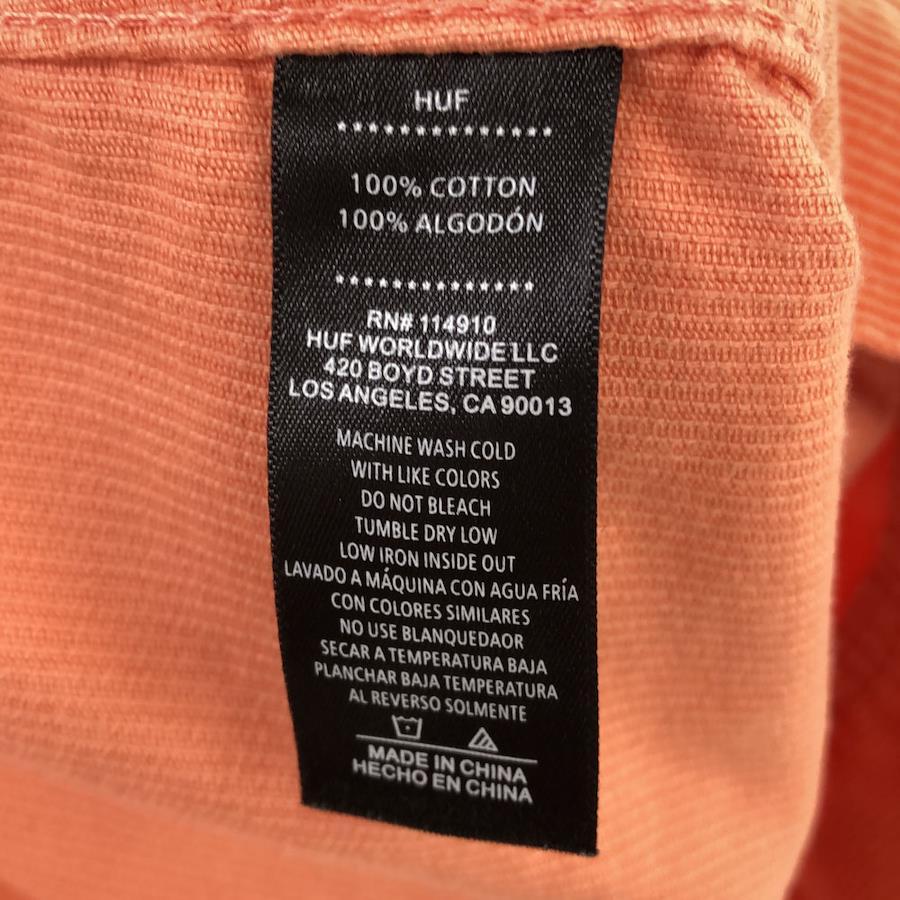 HUF
100% COTTON
100% ALGODÓN
RN# 114910
HUF WORLDWIDE LLC
420 BOYD STREET
LOS ANGELES, CA 90013
MACHINE WASH COLD
WITH LIKE COLORS
DO NOT BLEACH
TUMBLE DRY LOW
LOW IRON INSIDE OUT
LAVADO A MÁQUINA CON AGUA FRÍA
CON COLORES SIMILARES
NO USE BLANQUEDAOR
SECAR A TEMPERATURA BAJA
PLANCHAR BAJA TEMPERATURA
AL REVERSO SOLMENTE
MADE IN CHINA
HECHO EN CHINA